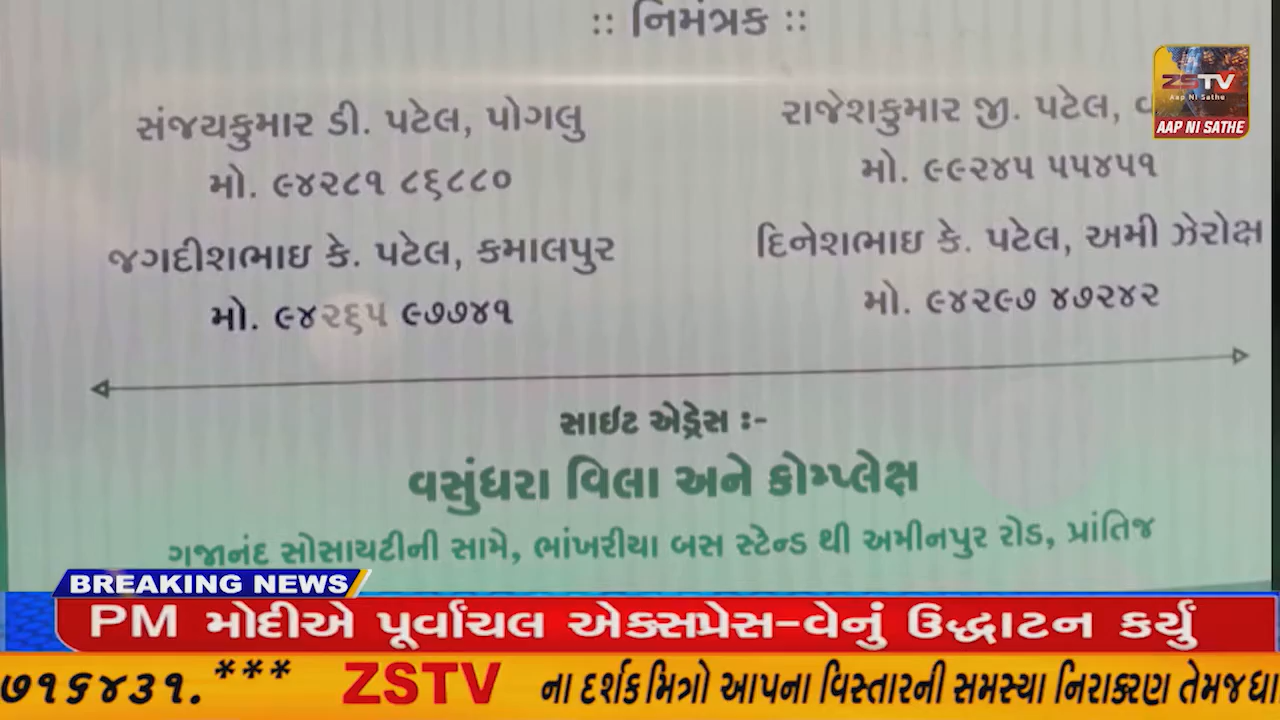 :: નિમંત્રક ::
સંજયકુમાર ડી. પટેલ, પોગલુ
મો. ૯૪૨૮૧ ૮૬૮૮૦
રાજેશકુમાર જી. પટેલ,
મો. ૯૯૨૪૫ ૫૫૪૫૧
જગદીશભાઇ કે. પટેલ, કમાલપુર
મો. ૯૪૨૬૫ ૯૭૭૪૧
દિનેશભાઇ કે. પટેલ, અમી ઝેરોક્ષ
મો. ૯૪૨૯૭ ૪૭૨૪૨
સાઈટ એડ્રેસ :-
વસુંધરા વિલા અને કોમ્પ્લેક્ષ
ગજાનંદ સોસાયટીની સામે, ભાંખરીયા બસ સ્ટેન્ડ થી અમીનપુર રોડ, પ્રાંતિજ
ZSTV
Aap Ni Sathe
AAP NI SATHE
BREAKING NEWS
PM મોદીએ પૂર્વાંચલ એક્સપ્રેસ-વેનું ઉદ્ઘાટન કર્યું
૭૧૬૪૩૧.*** ZSTV ના દર્શક મિત્રો આપના વિસ્તારની સમસ્યા નિરાકરણ તેમજ ધા